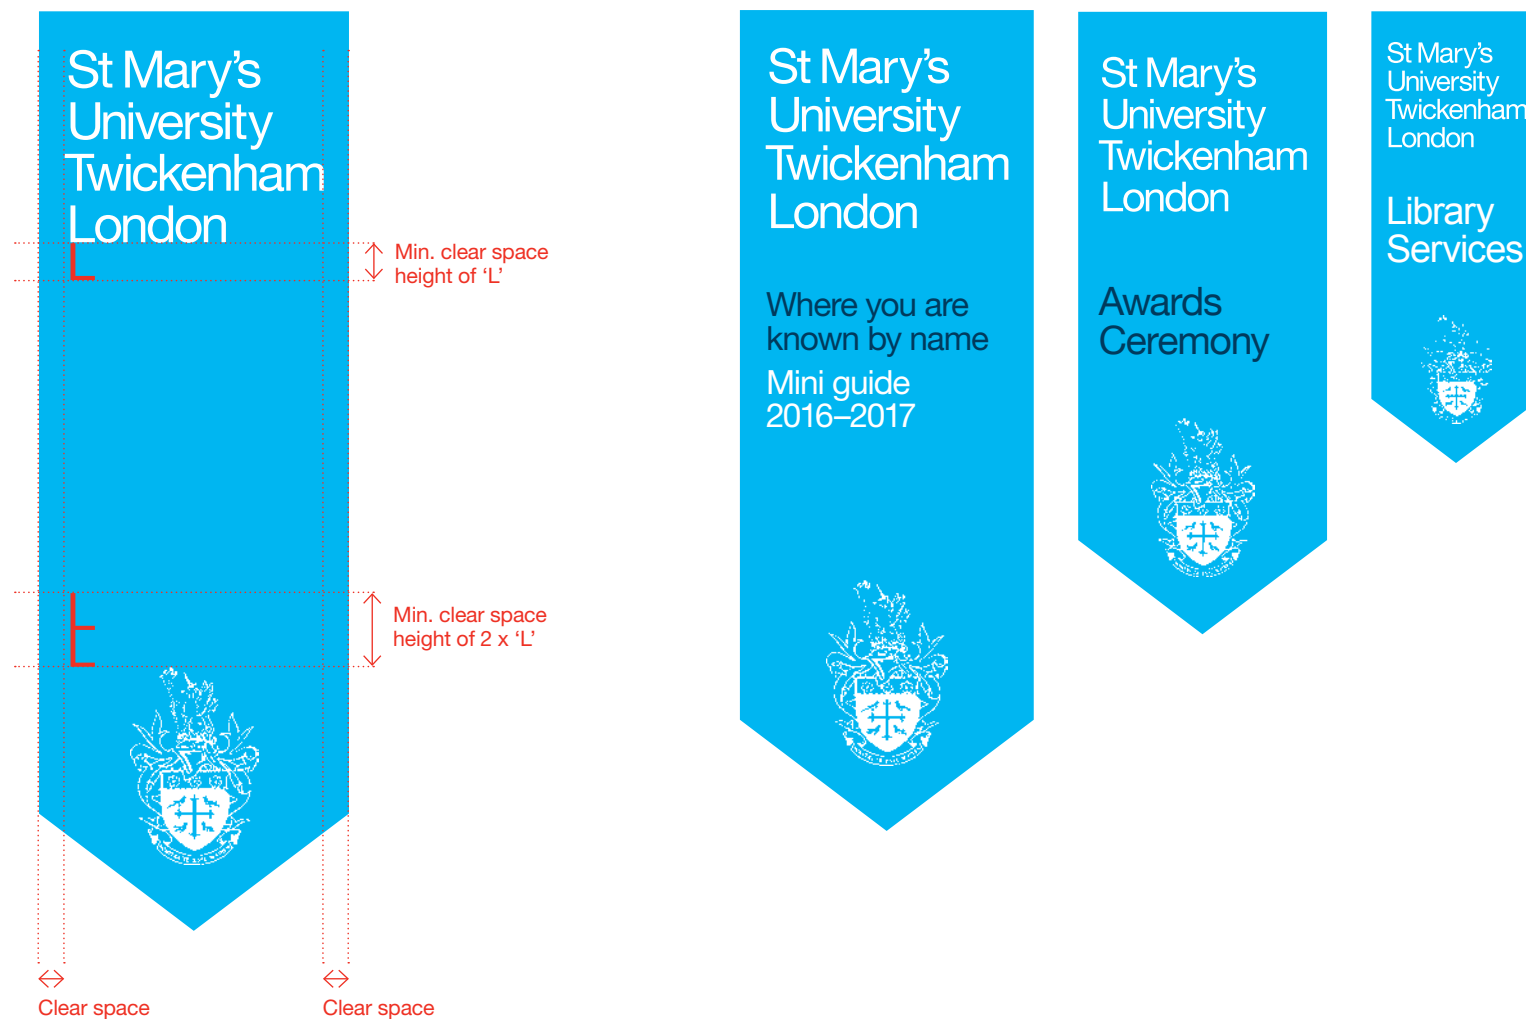 St Mary’s
University
Twickenham
London
Min. clear space
height of ‘L’
Min. clear space
height of 2 x ‘L’
Clear space
Clear space
St Mary’s
University
Twickenham
London
Where you are
known by name
Mini guide
2016–2017
St Mary’s
University
Twickenham
London
Awards
Ceremony
St Mary’s
University
Twickenham
London
Library
Services